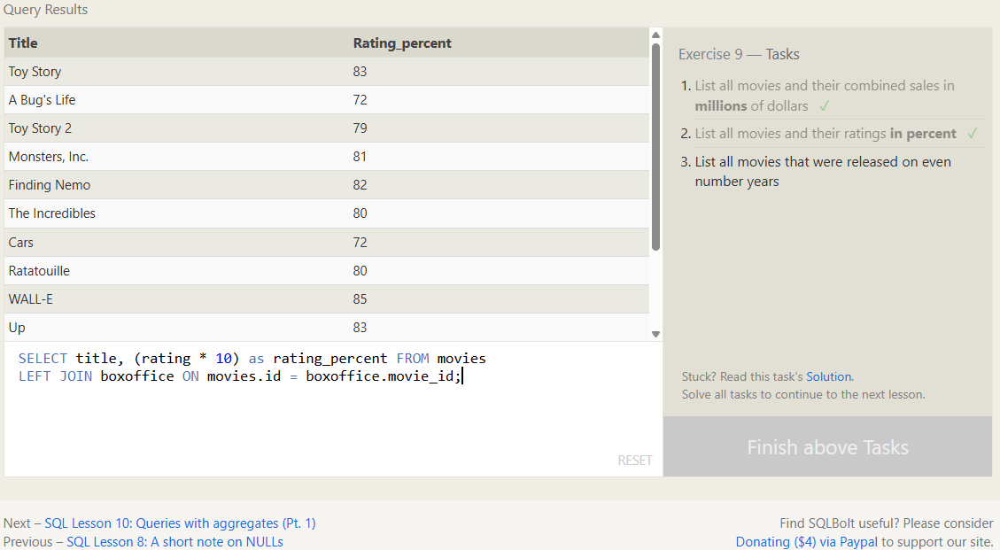 Query Results
Title Rating_percent
Toy Story 83
A Bug's Life 72
Toy Story 2 79
Monsters, Inc. 81
Finding Nemo 82
The Incredibles 80
Cars 72
Ratatouille 80
WALL-E 85
Up 83
SELECT title, (rating * 10) as rating_percent FROM movies
LEFT JOIN boxoffice ON movies.id = boxoffice.movie_id;
RESET
Exercise 9 — Tasks
1. List all movies and their combined sales in
millions of dollars ✓
2. List all movies and their ratings in percent ✓
3. List all movies that were released on even
number years
Stuck? Read this task's Solution.
Solve all tasks to continue to the next lesson.
Finish above Tasks
Next – SQL Lesson 10: Queries with aggregates (Pt. 1)
Previous – SQL Lesson 8: A short note on NULLs
Find SQLBolt useful? Please consider
Donating ($4) via Paypal to support our site.